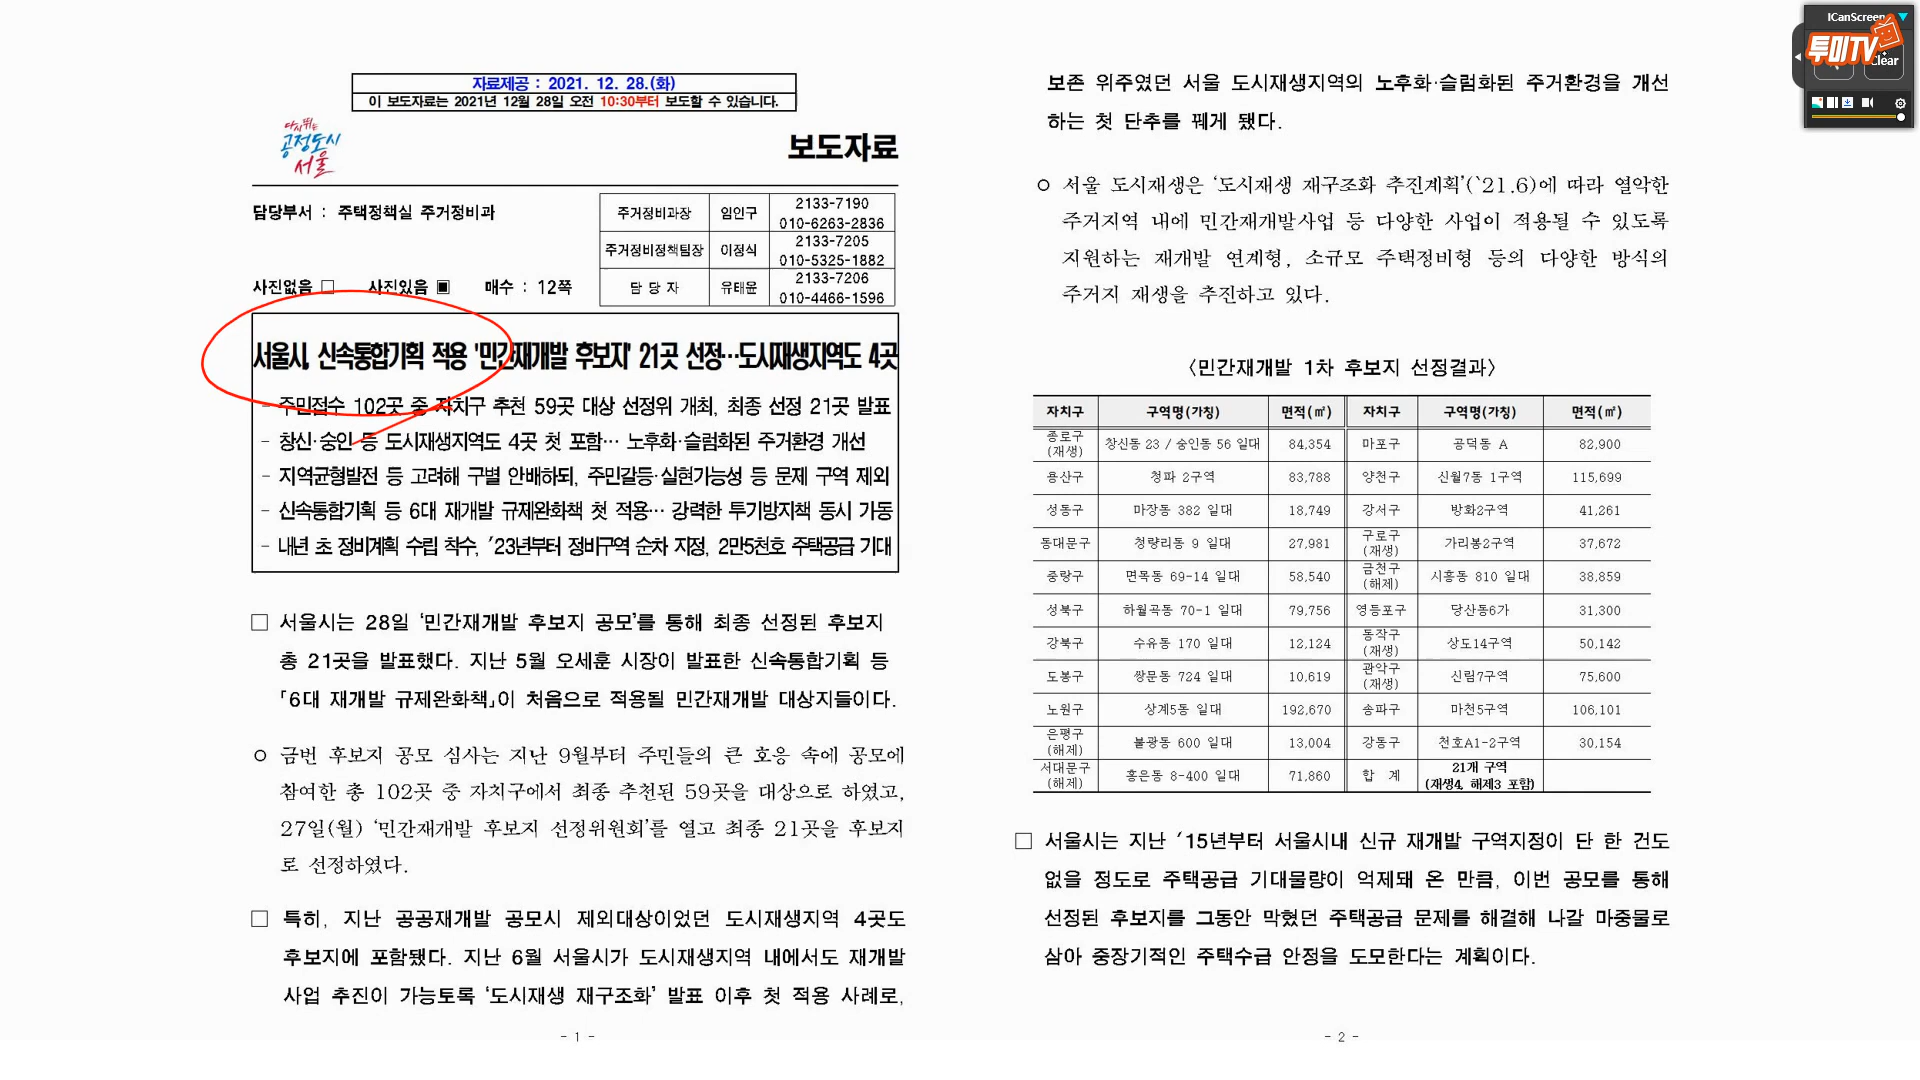 자료제공 : 2021. 12. 28.(화)
이 보도자료는 2021년 12월 28일 오전 10:30부터 보도할 수 있습니다.
다시뛰는
공정도시
서울
보도자료
담당부서 : 주택정책실 주거정비과
주거정비과장 임인구 2133-7190 010-6263-2836
주거정비정책팀장 이정식 2133-7205 010-5325-1882
담 당 자 유태윤 2133-7206 010-4466-1596
사진없음 □ 사진있음 ▣ 매수 : 12쪽
서울시, 신속통합기획 적용 '민간재개발 후보지' 21곳 선정…도시재생지역도 4곳
- 주민접수 102곳 중 자치구 추천 59곳 대상 선정위 개최, 최종 선정 21곳 발표
- 창신·숭인 등 도시재생지역도 4곳 첫 포함… 노후화·슬럼화된 주거환경 개선
- 지역균형발전 등 고려해 구별 안배하되, 주민갈등·실현가능성 등 문제 구역 제외
- 신속통합기획 등 6대 재개발 규제완화책 첫 적용… 강력한 투기방지책 동시 가동
- 내년 초 정비계획 수립 착수, ’23년부터 정비구역 순차 지정, 2만5천호 주택공급 기대
□ 서울시는 28일 ‘민간재개발 후보지 공모’를 통해 최종 선정된 후보지
총 21곳을 발표했다. 지난 5월 오세훈 시장이 발표한 신속통합기획 등
「6대 재개발 규제완화책」이 처음으로 적용될 민간재개발 대상지들이다.
○ 금번 후보지 공모 심사는 지난 9월부터 주민들의 큰 호응 속에 공모에
참여한 총 102곳 중 자치구에서 최종 추천된 59곳을 대상으로 하였고,
27일(월) ‘민간재개발 후보지 선정위원회’를 열고 최종 21곳을 후보지
로 선정하였다.
□ 특히, 지난 공공재개발 공모시 제외대상이었던 도시재생지역 4곳도
후보지에 포함됐다. 지난 6월 서울시가 도시재생지역 내에서도 재개발
사업 추진이 가능토록 ‘도시재생 재구조화’ 발표 이후 첫 적용 사례로,
- 1 -
보존 위주였던 서울 도시재생지역의 노후화·슬럼화된 주거환경을 개선
하는 첫 단추를 꿰게 됐다.
○ 서울 도시재생은 ‘도시재생 재구조화 추진계획’(`21.6)에 따라 열악한
주거지역 내에 민간재개발사업 등 다양한 사업이 적용될 수 있도록
지원하는 재개발 연계형, 소규모 주택정비형 등의 다양한 방식의
주거지 재생을 추진하고 있다.
〈민간재개발 1차 후보지 선정결과〉
자치구 구역명(가칭) 면적(㎡) 자치구 구역명(가칭) 면적(㎡)
종로구 (재생) 창신동 23 / 숭인동 56 일대 84,354 마포구 공덕동 A 82,900
용산구 청파 2구역 83,788 양천구 신월7동 1구역 115,699
성동구 마장동 382 일대 18,749 강서구 방화2구역 41,261
동대문구 청량리동 9 일대 27,981 구로구 (재생) 가리봉2구역 37,672
중랑구 면목동 69-14 일대 58,540 금천구 (해제) 시흥동 810 일대 38,859
성북구 하월곡동 70-1 일대 79,756 영등포구 당산동6가 31,300
강북구 수유동 170 일대 12,124 동작구 (재생) 상도14구역 50,142
도봉구 쌍문동 724 일대 10,619 관악구 (재생) 신림7구역 75,600
노원구 상계5동 일대 192,670 송파구 마천5구역 106,101
은평구 (해제) 불광동 600 일대 13,004 강동구 천호A1-2구역 30,154
서대문구 (해제) 홍은동 8-400 일대 71,860 합 계 21개 구역 (재생4, 해제3 포함)
□ 서울시는 지난 ’15년부터 서울시내 신규 재개발 구역지정이 단 한 건도
없을 정도로 주택공급 기대물량이 억제돼 온 만큼, 이번 공모를 통해
선정된 후보지를 그동안 막혔던 주택공급 문제를 해결해 나갈 마중물로
삼아 중장기적인 주택수급 안정을 도모한다는 계획이다.
- 2 -
ICanScreen
투미TV
Clear